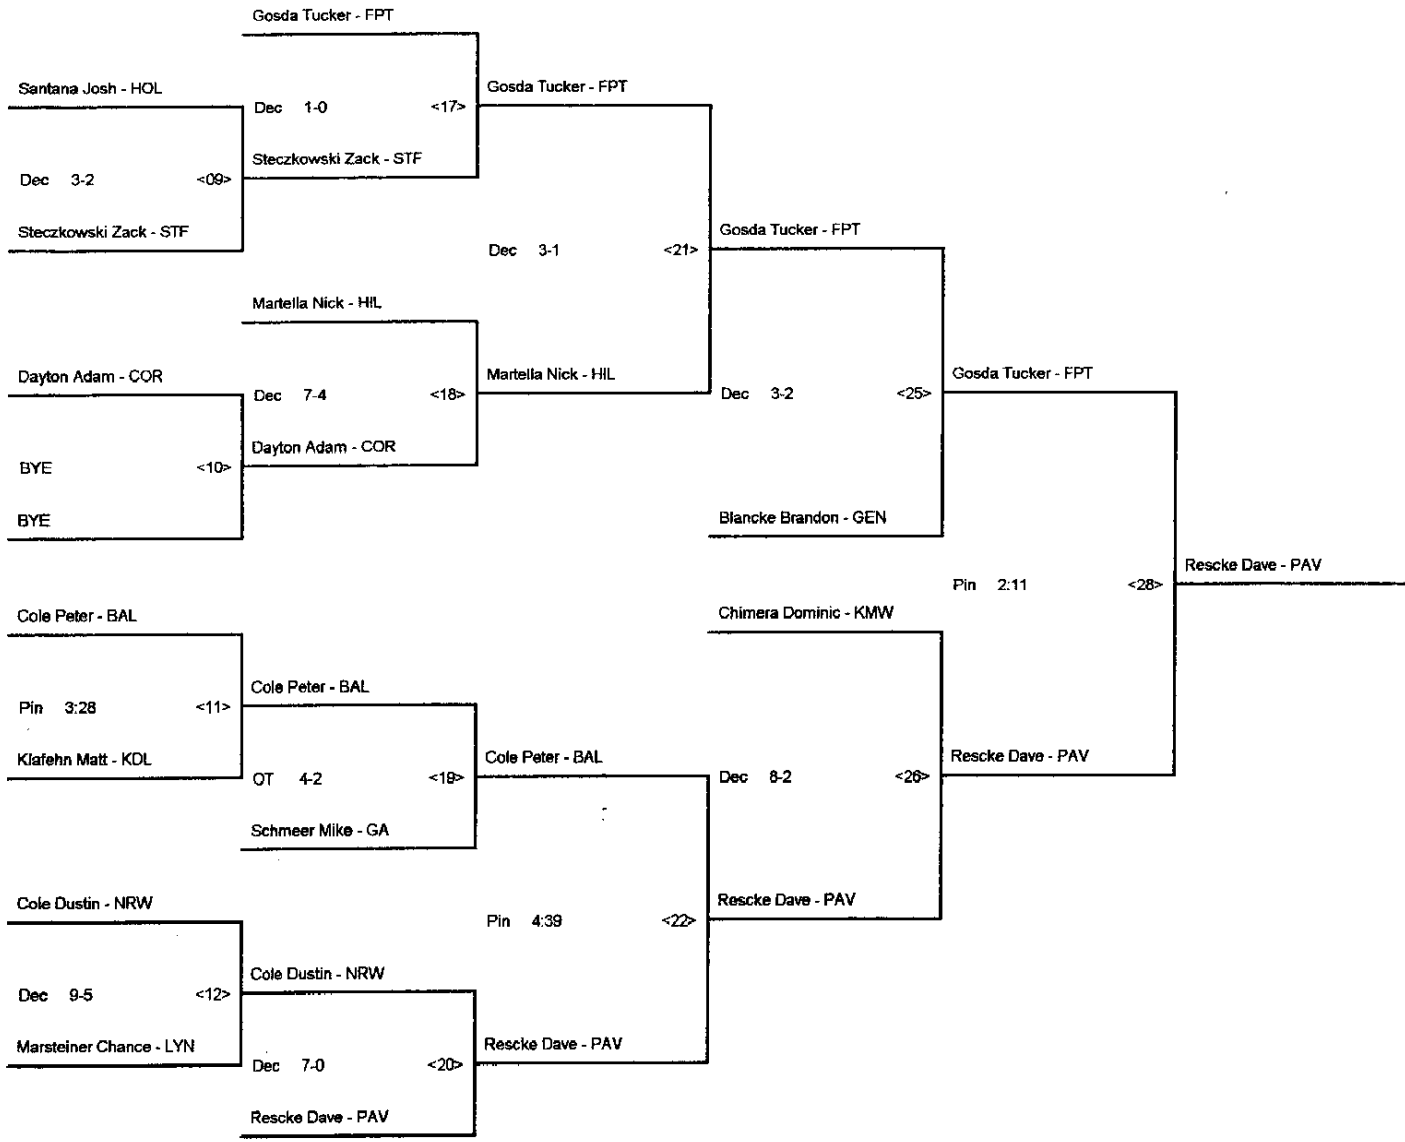 Gosda Tucker - FPT
Santana Josh - HOL
Gosda Tucker - FPT
Dec 1-0 <17>
Steczkowski Zack - STF
Dec 3-2 <09>
Gosda Tucker - FPT
Steczkowski Zack - STF
Dec 3-1 <21>
Martella Nick - HIL
Dayton Adam - COR
Martella Nick - HIL
Gosda Tucker - FPT
Dec 7-4 <18>
Dec 3-2 <25>
Dayton Adam - COR
BYE <10>
BYE
Blancke Brandon - GEN
Rescke Dave - PAV
Pin 2:11 <28>
Cole Peter - BAL
Chimera Dominic - KMW
Cole Peter - BAL
Pin 3:28 <11>
Klafehn Matt - KDL
Cole Peter - BAL
Rescke Dave - PAV
OT 4-2 <19>
Dec 8-2 <26>
Schmeer Mike - GA
Cole Dustin - NRW
Rescke Dave - PAV
Pin 4:39 <22>
Cole Dustin - NRW
Dec 9-5 <12>
Marsteiner Chance - LYN
Rescke Dave - PAV
Dec 7-0 <20>
Rescke Dave - PAV